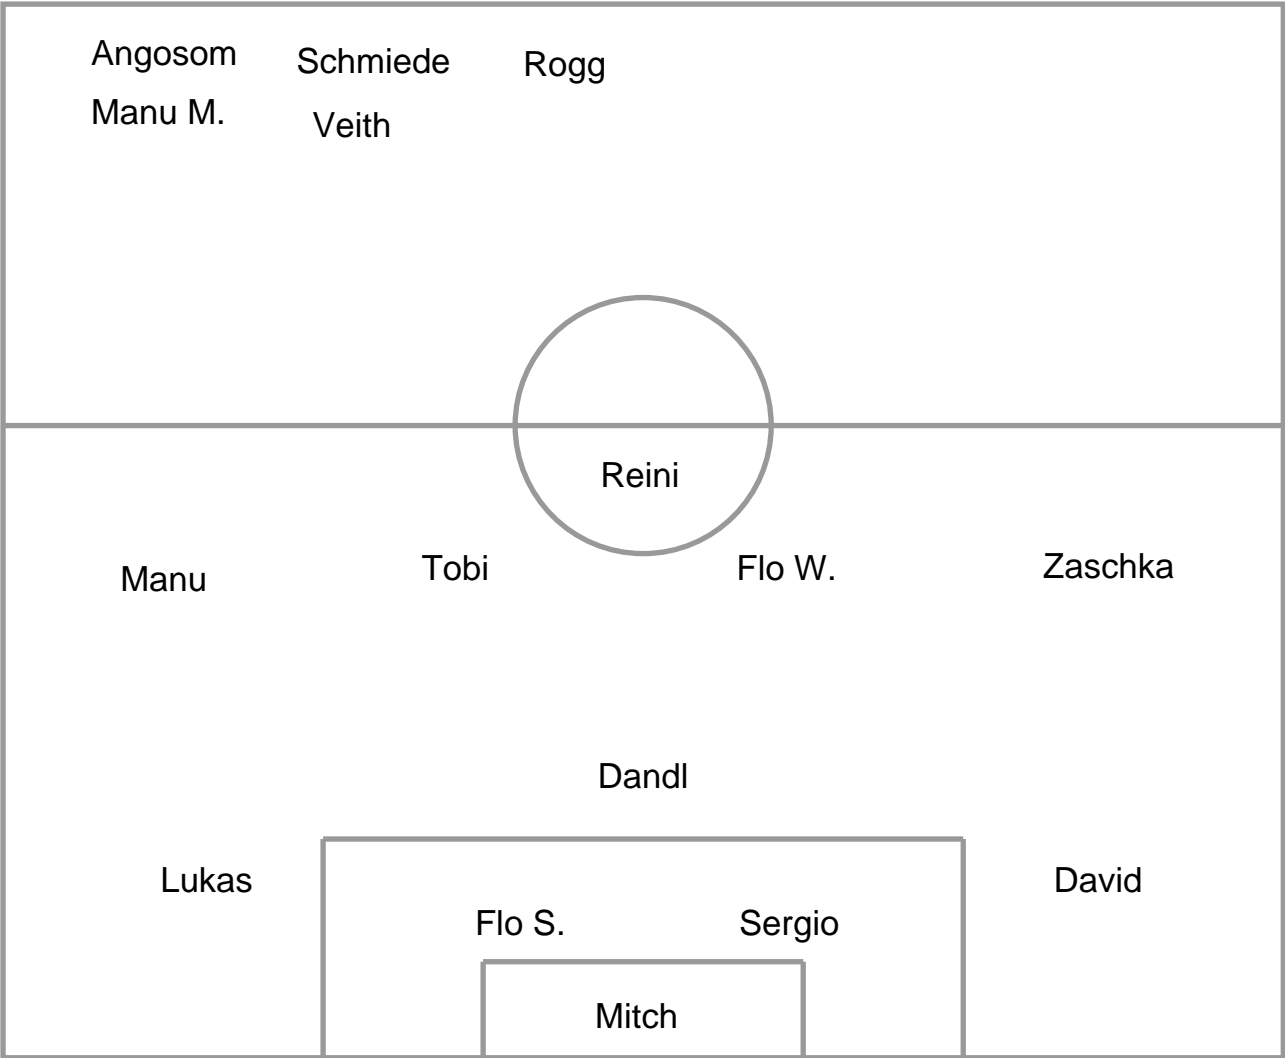 Angosom Schmiede Rogg
Manu M. Veith
Reini
Manu Tobi Flo W. Zaschka
Dandl
Lukas David
Flo S. Sergio
Mitch